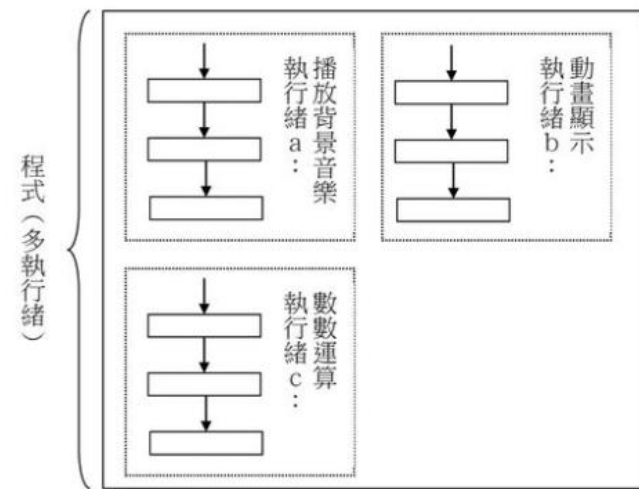 程式（多執行緒）
執行緒a：
播放背景音樂
執行緒b：
動畫顯示
執行緒c：
數數運算